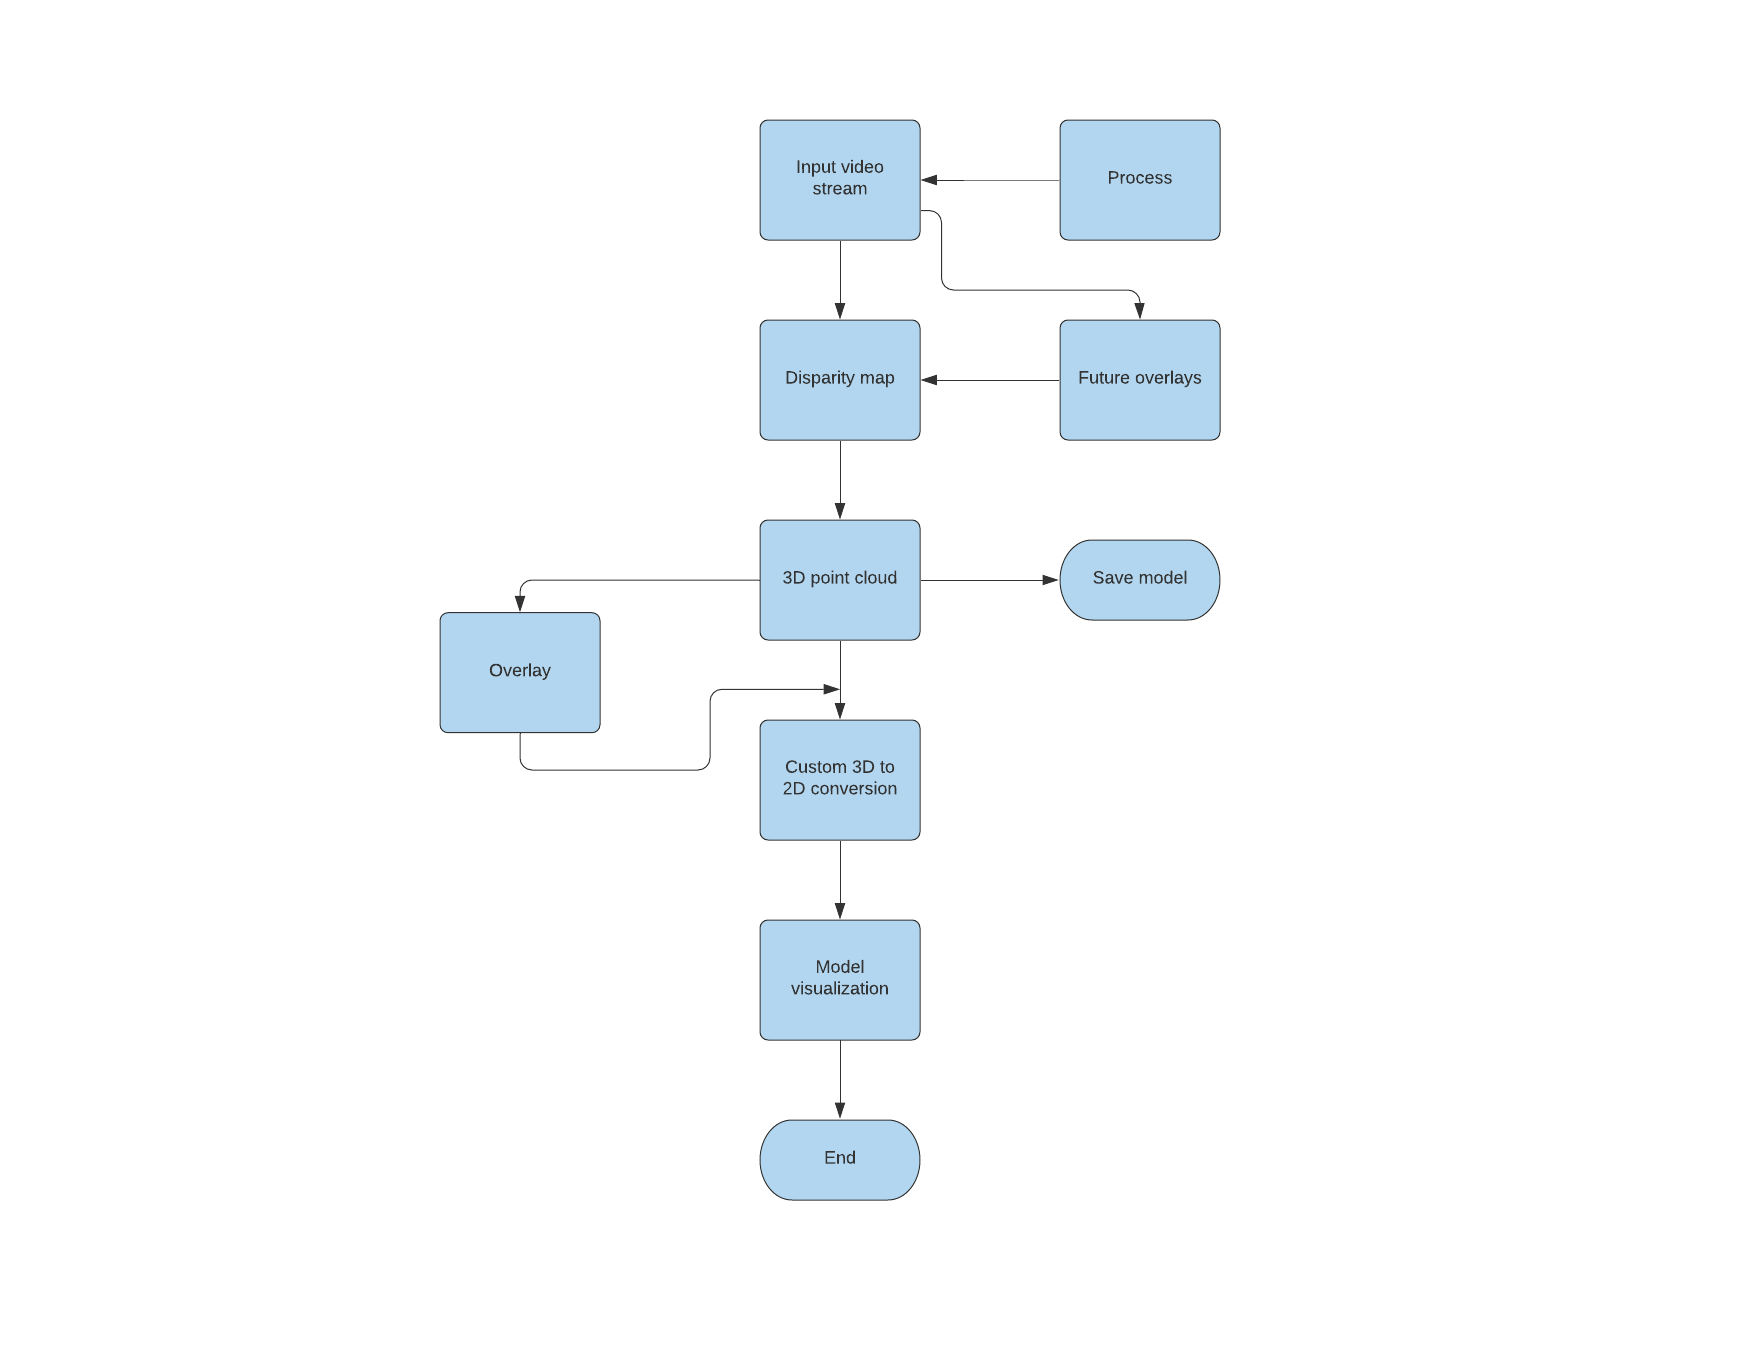 Input video
stream
Process
Disparity map
Future overlays
3D point cloud
Save model
Overlay
Custom 3D to
2D conversion
Model
visualization
End